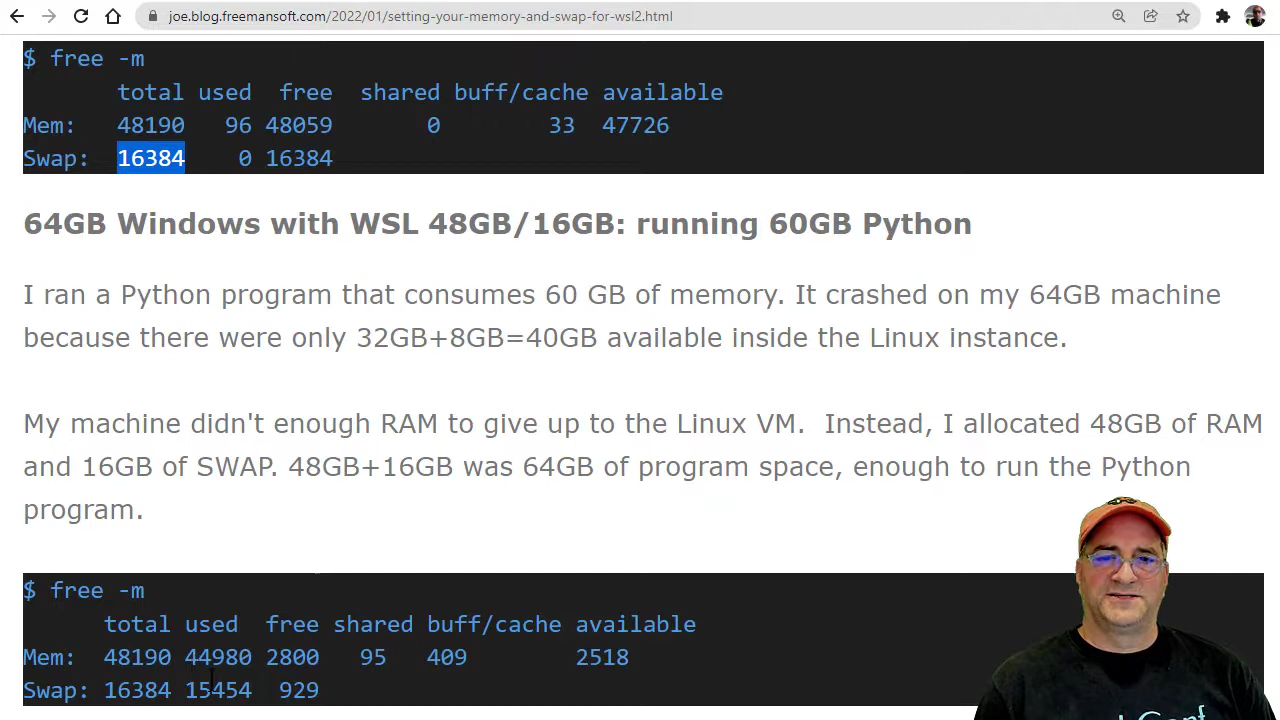 joe.blog.freemansoft.com/2022/01/setting-your-memory-and-swap-for-wsl2.html
$ free -m
total used free shared buff/cache available
Mem: 48190 96 48059 0 33 47726
Swap: 16384 0 16384
64GB Windows with WSL 48GB/16GB: running 60GB Python
I ran a Python program that consumes 60 GB of memory. It crashed on my 64GB machine
because there were only 32GB+8GB=40GB available inside the Linux instance.
My machine didn't enough RAM to give up to the Linux VM. Instead, I allocated 48GB of RAM
and 16GB of SWAP. 48GB+16GB was 64GB of program space, enough to run the Python
program.
$ free -m
total used free shared buff/cache available
Mem: 48190 44980 2800 95 409 2518
Swap: 16384 15454 929